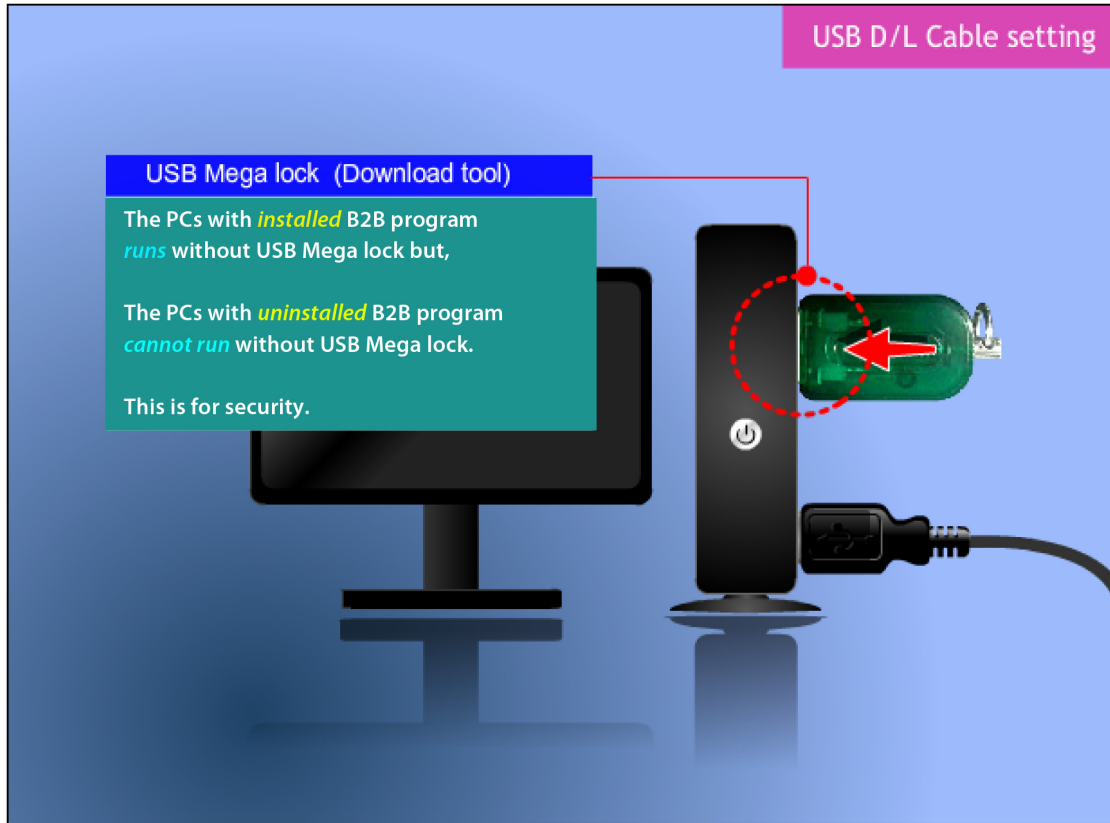 USB D/L Cable setting
USB Mega lock (Download tool)
The PCs with installed B2B program
runs without USB Mega lock but,
The PCs with uninstalled B2B program
cannot run without USB Mega lock.
This is for security.